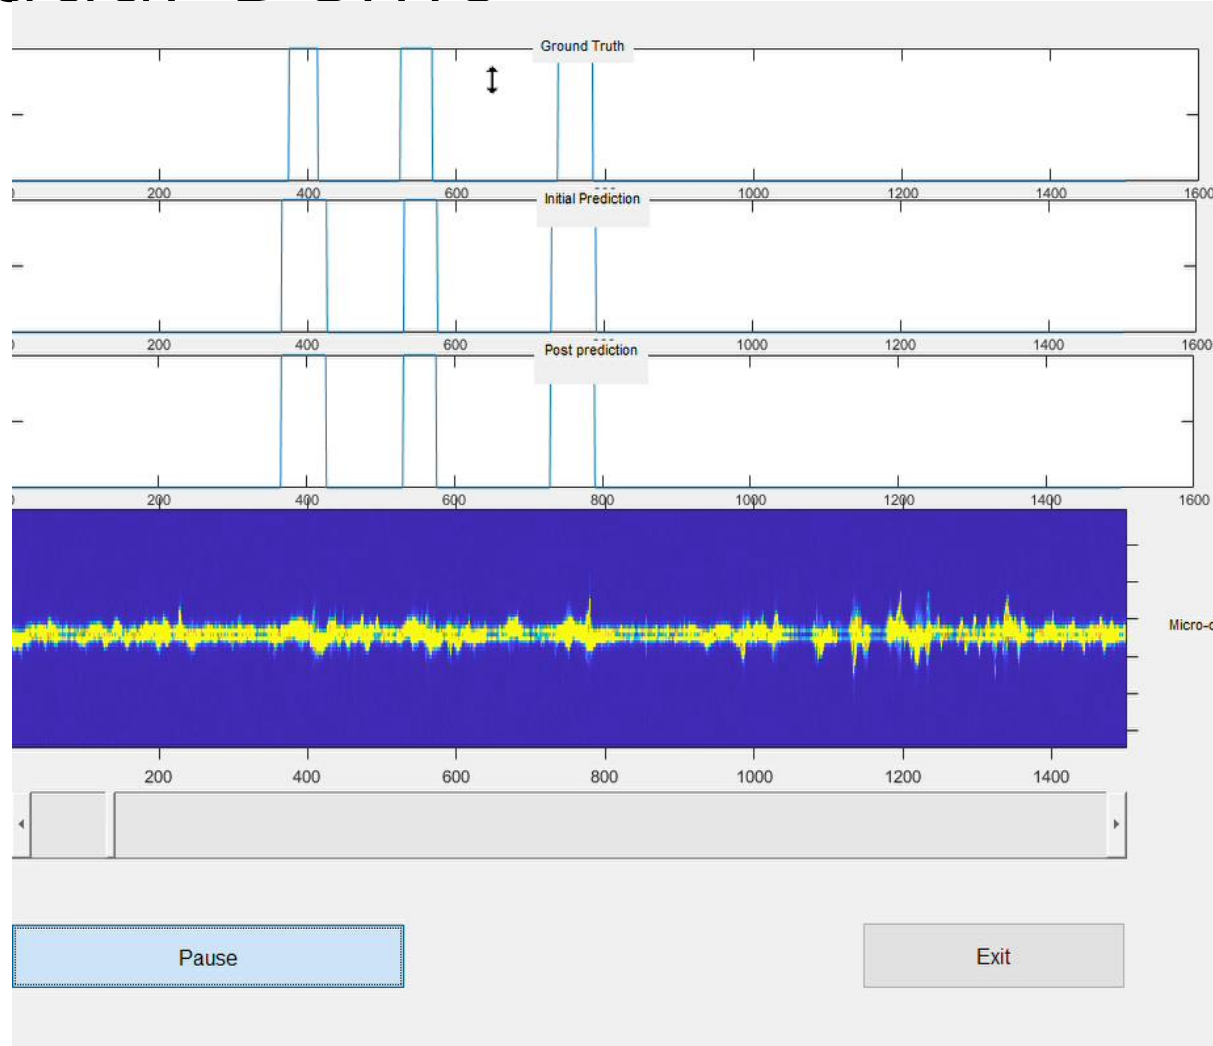 Ground Truth
200 400 600 1000 1200 1400 1600
Initial Prediction
200 400 600 1000 1200 1400 1600
Post prediction
200 400 600 800 1000 1200 1400 1600
200 400 600 800 1000 1200 1400
Pause
Exit